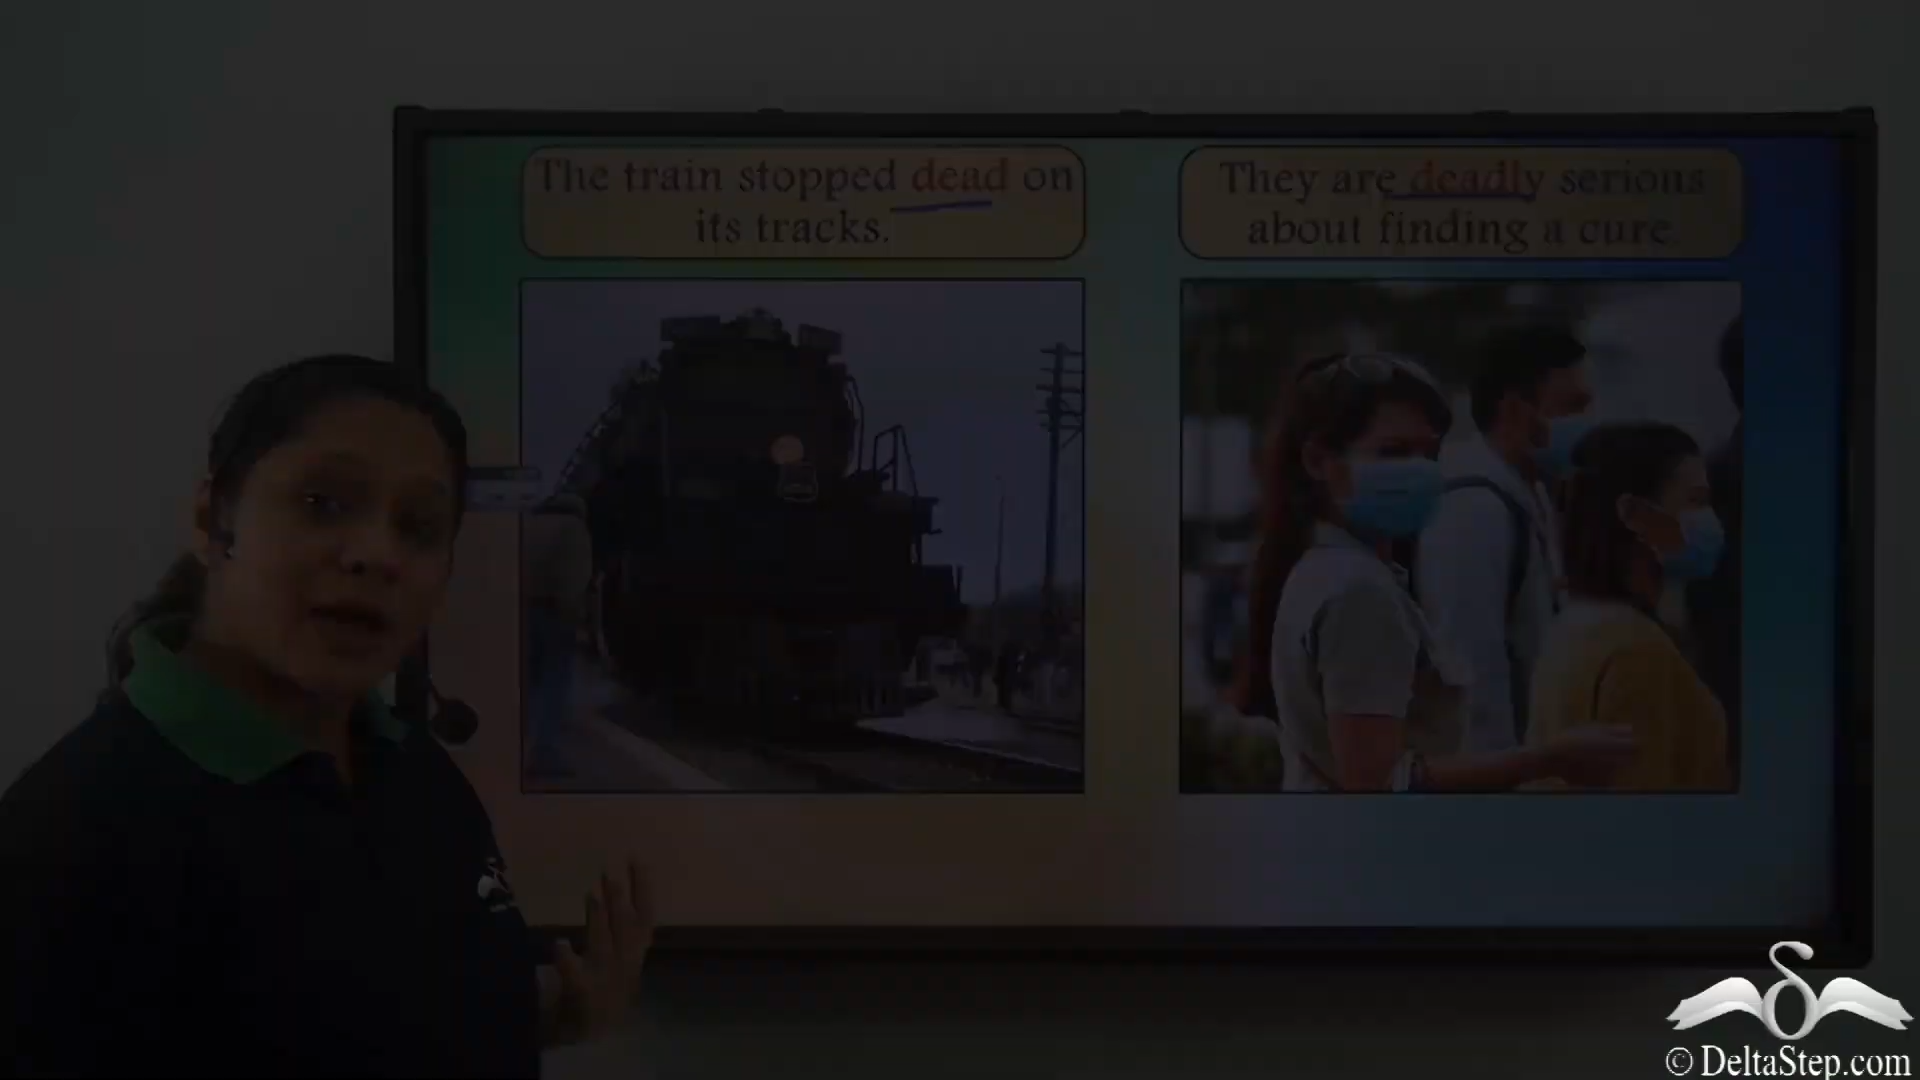 The train stopped dead on
its tracks.
They are deadly serious
about finding a cure.
© DeltaStep.com